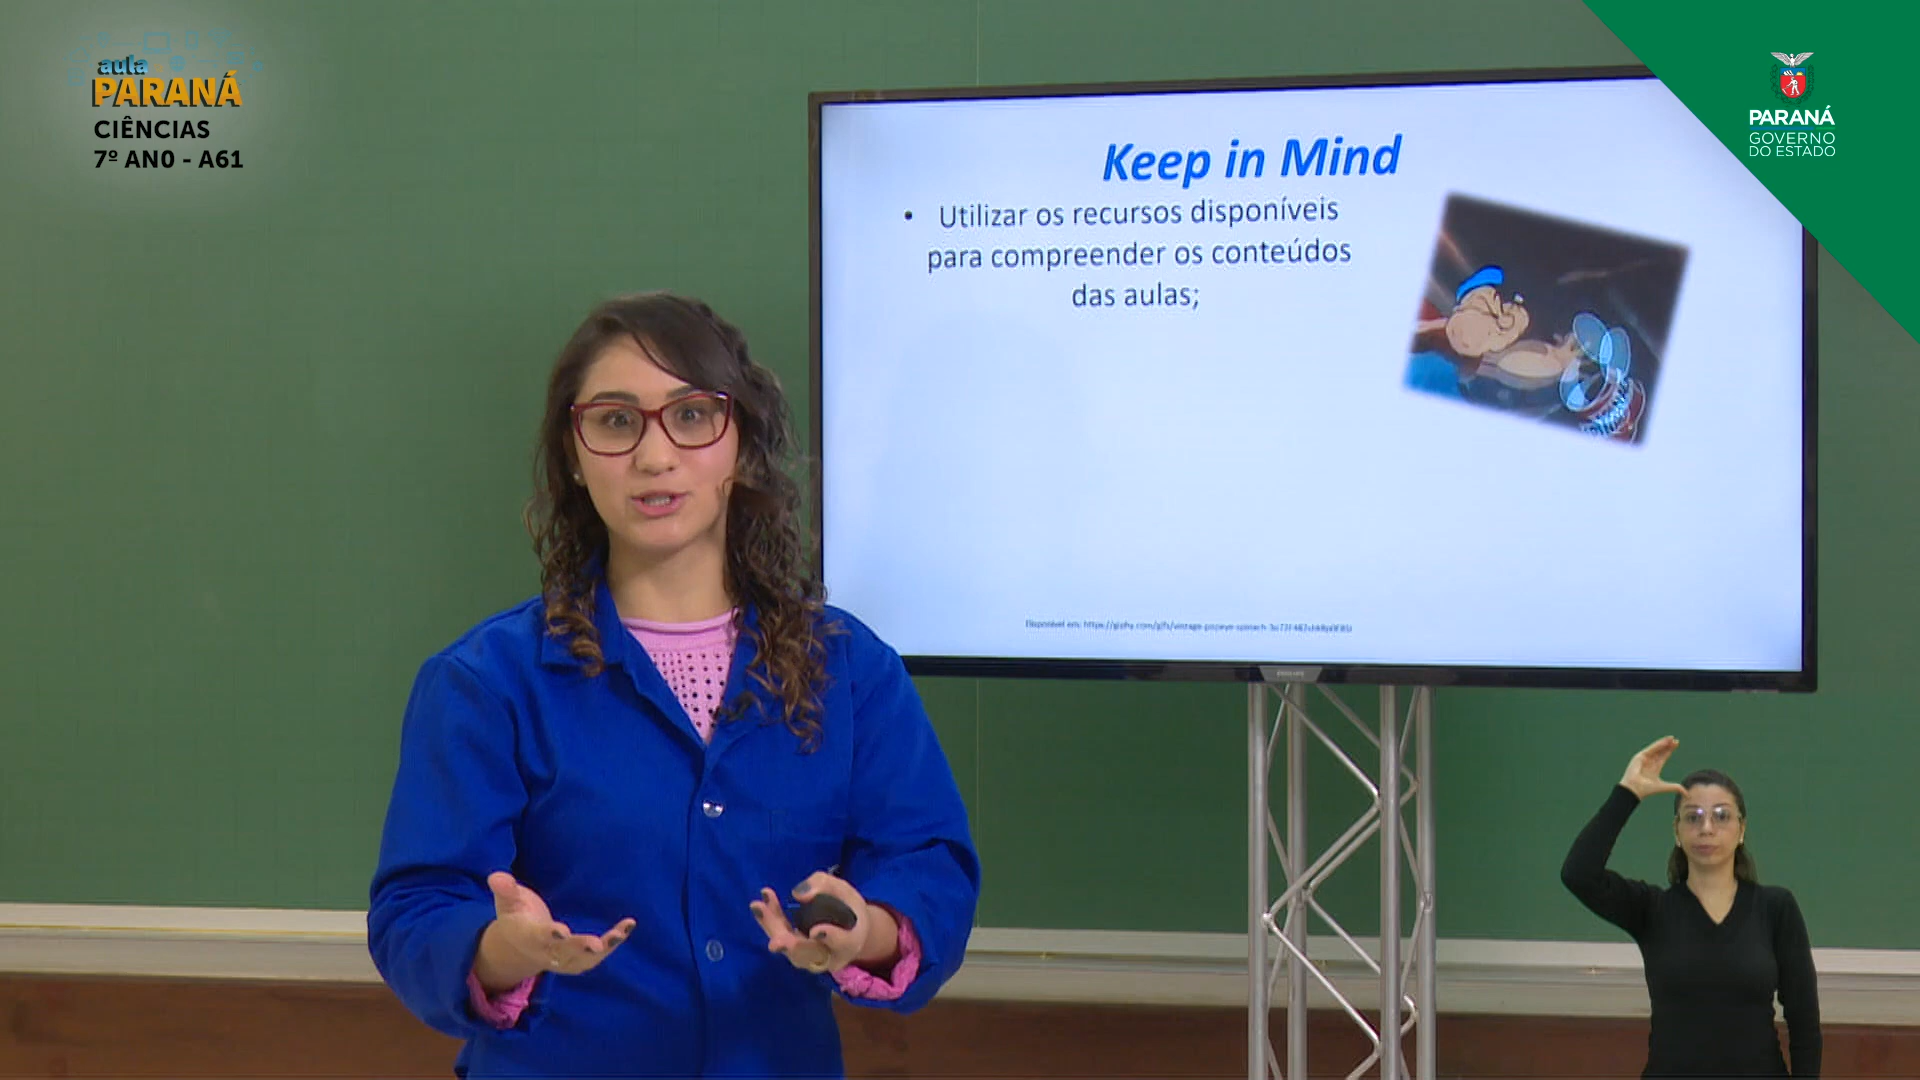 aula
PARANÁ
CIÊNCIAS
7º ANO - A61
PARANÁ
GOVERNO
DO ESTADO
Keep in Mind
• Utilizar os recursos disponíveis
para compreender os conteúdos
das aulas;
PHILIPS